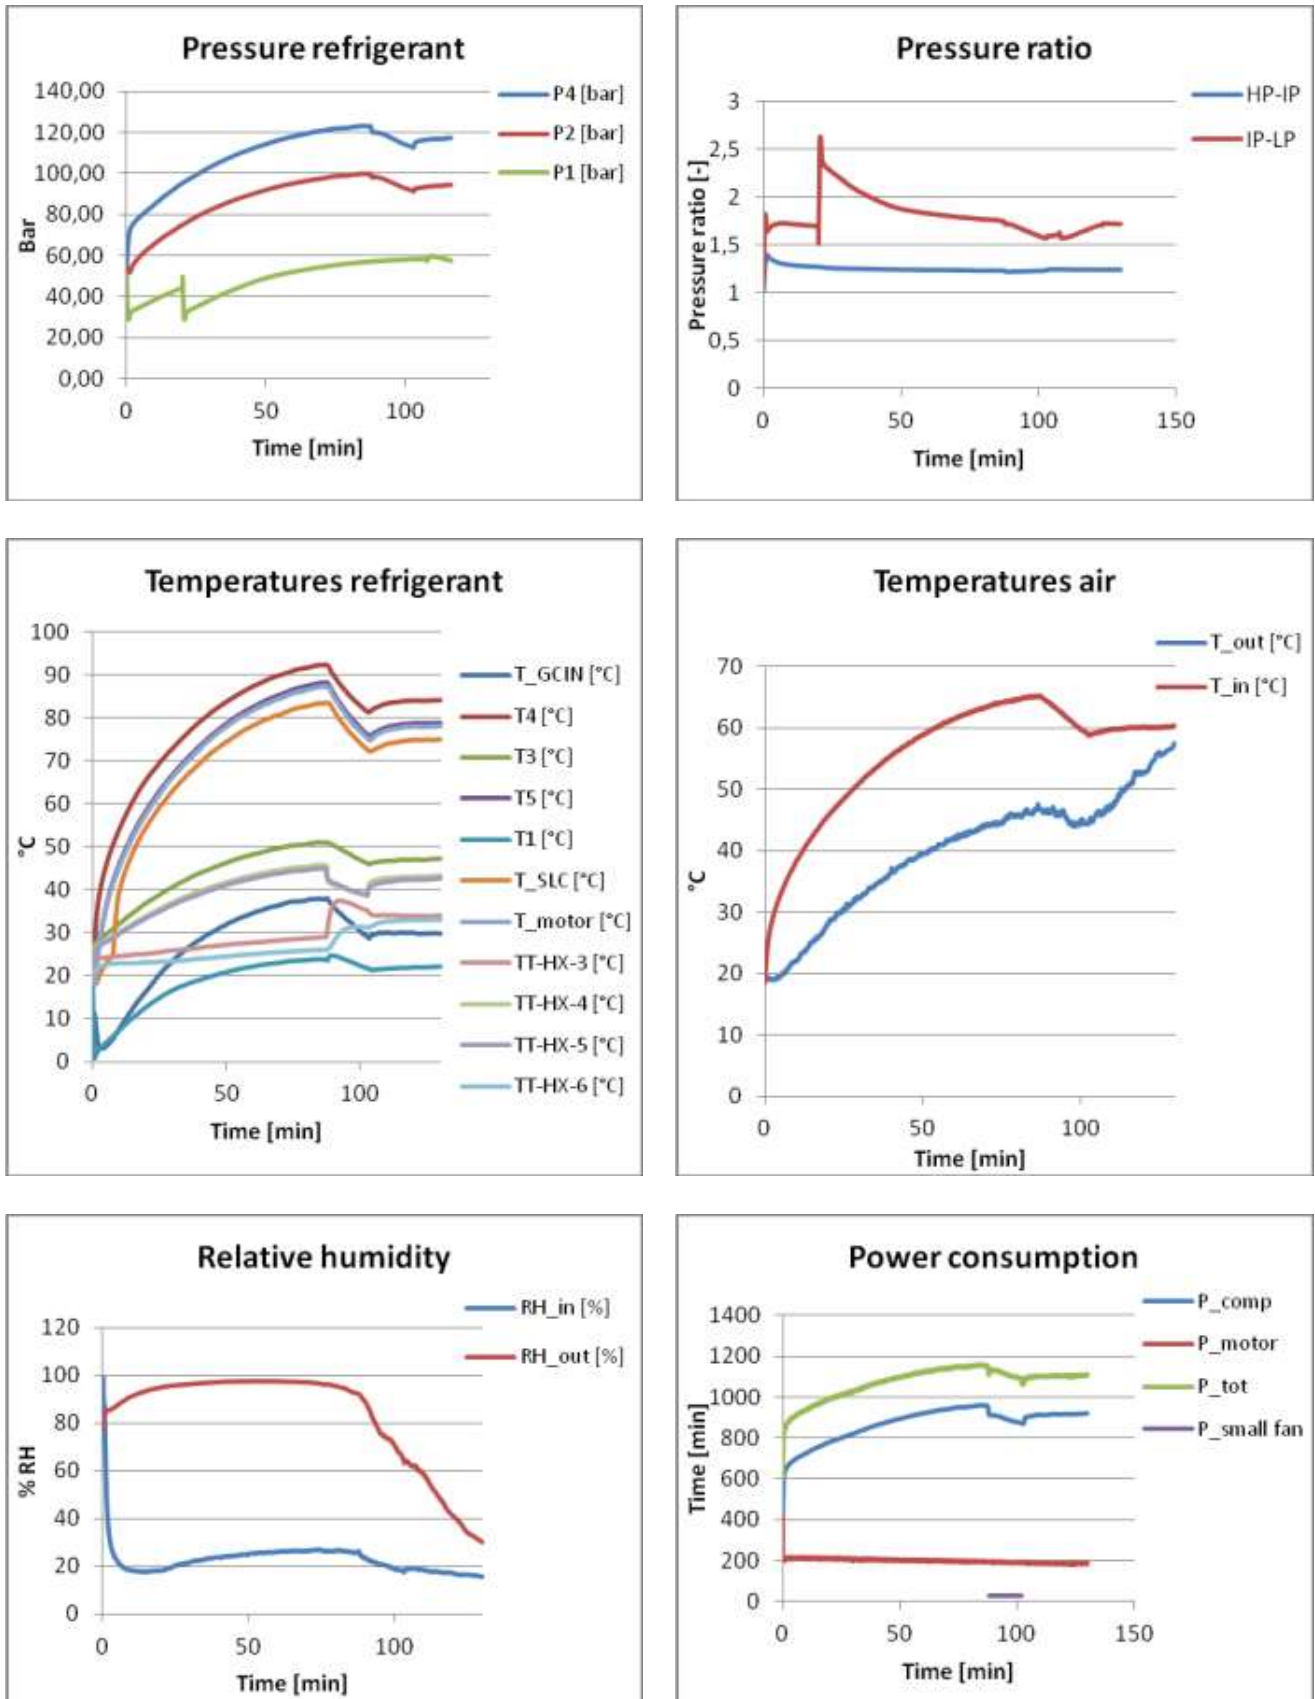 Pressure refrigerant
140,00
120,00
100,00
80,00
60,00
40,00
20,00
0,00
Bar
0 50 100
Time [min]
P4 [bar]
P2 [bar]
P1 [bar]
Pressure ratio
3
2,5
2
1,5
1
0,5
0
Pressure ratio [-]
0 50 100 150
Time [min]
HP-IP
IP-LP
Temperatures refrigerant
100
90
80
70
60
50
40
30
20
10
0
°C
0 50 100
Time [min]
T_GCIN [°C]
T4 [°C]
T3 [°C]
T5 [°C]
T1 [°C]
T_SLC [°C]
T_motor [°C]
TT-HX-3 [°C]
TT-HX-4 [°C]
TT-HX-5 [°C]
TT-HX-6 [°C]
Temperatures air
70
60
50
40
30
20
10
0
°C
0 50 100
Time [min]
T_out [°C]
T_in [°C]
Relative humidity
120
100
80
60
40
20
0
% RH
0 50 100
Time [min]
RH_in [%]
RH_out [%]
Power consumption
1400
1200
1000
800
600
400
200
0
Time [min]
0 50 100 150
Time [min]
P_comp
P_motor
P_tot
P_small fan